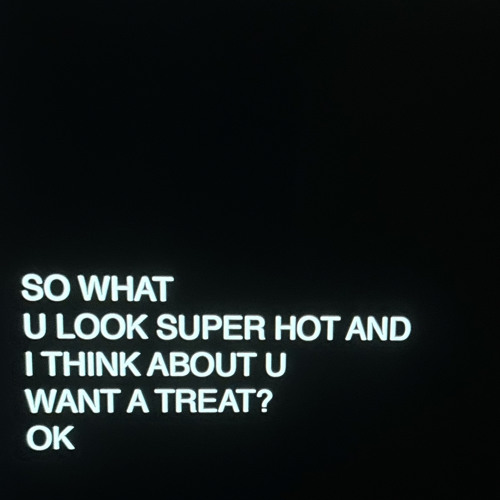 SO WHAT
U LOOK SUPER HOT AND
I THINK ABOUT U
WANT A TREAT?
OK